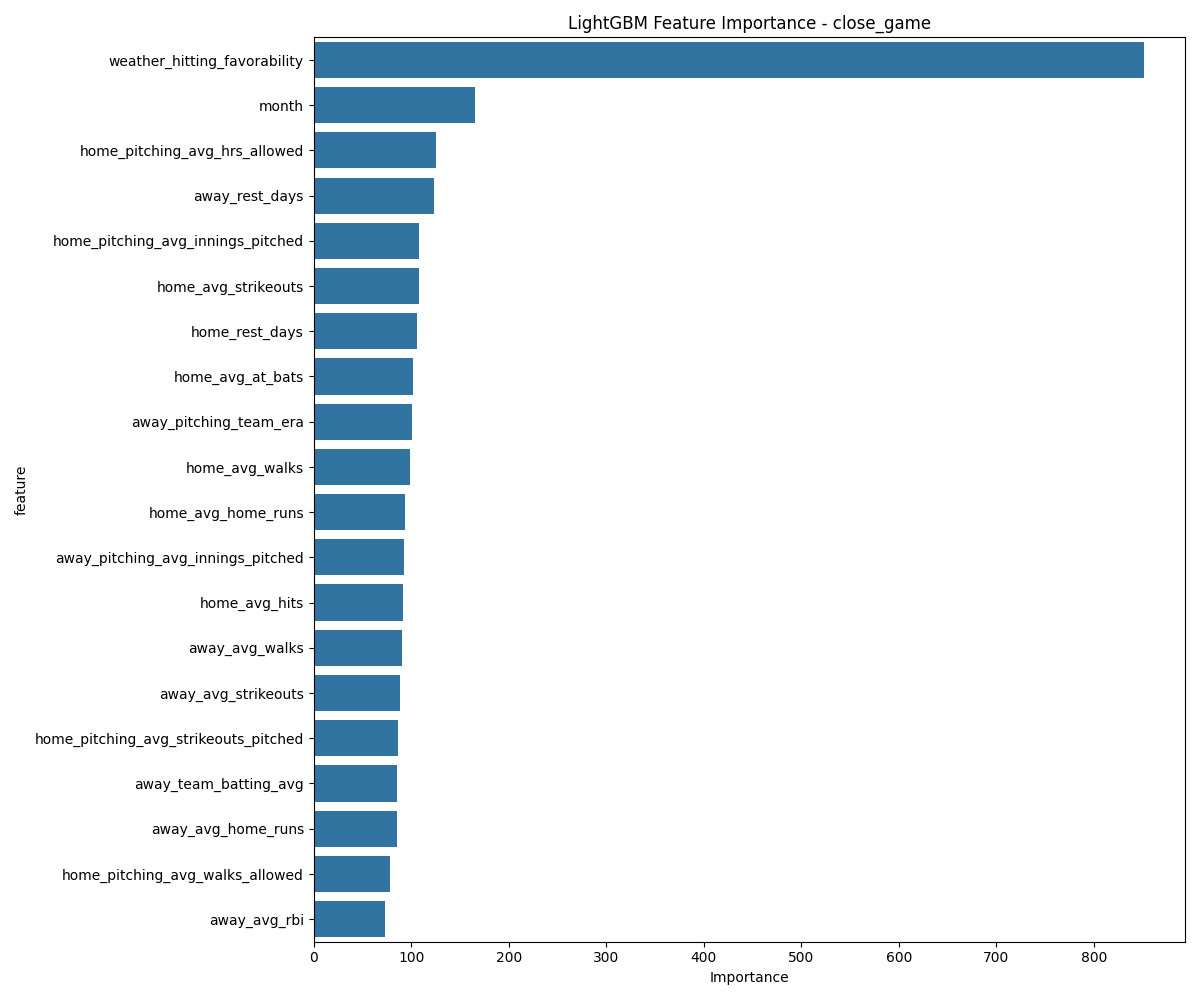 LightGBM Feature Importance - close_game
feature
weather_hitting_favorability
month
home_pitching_avg_hrs_allowed
away_rest_days
home_pitching_avg_innings_pitched
home_avg_strikeouts
home_rest_days
home_avg_at_bats
away_pitching_team_era
home_avg_walks
home_avg_home_runs
away_pitching_avg_innings_pitched
home_avg_hits
away_avg_walks
away_avg_strikeouts
home_pitching_avg_strikeouts_pitched
away_team_batting_avg
away_avg_home_runs
home_pitching_avg_walks_allowed
away_avg_rbi
0 100 200 300 400 500 600 700 800
Importance